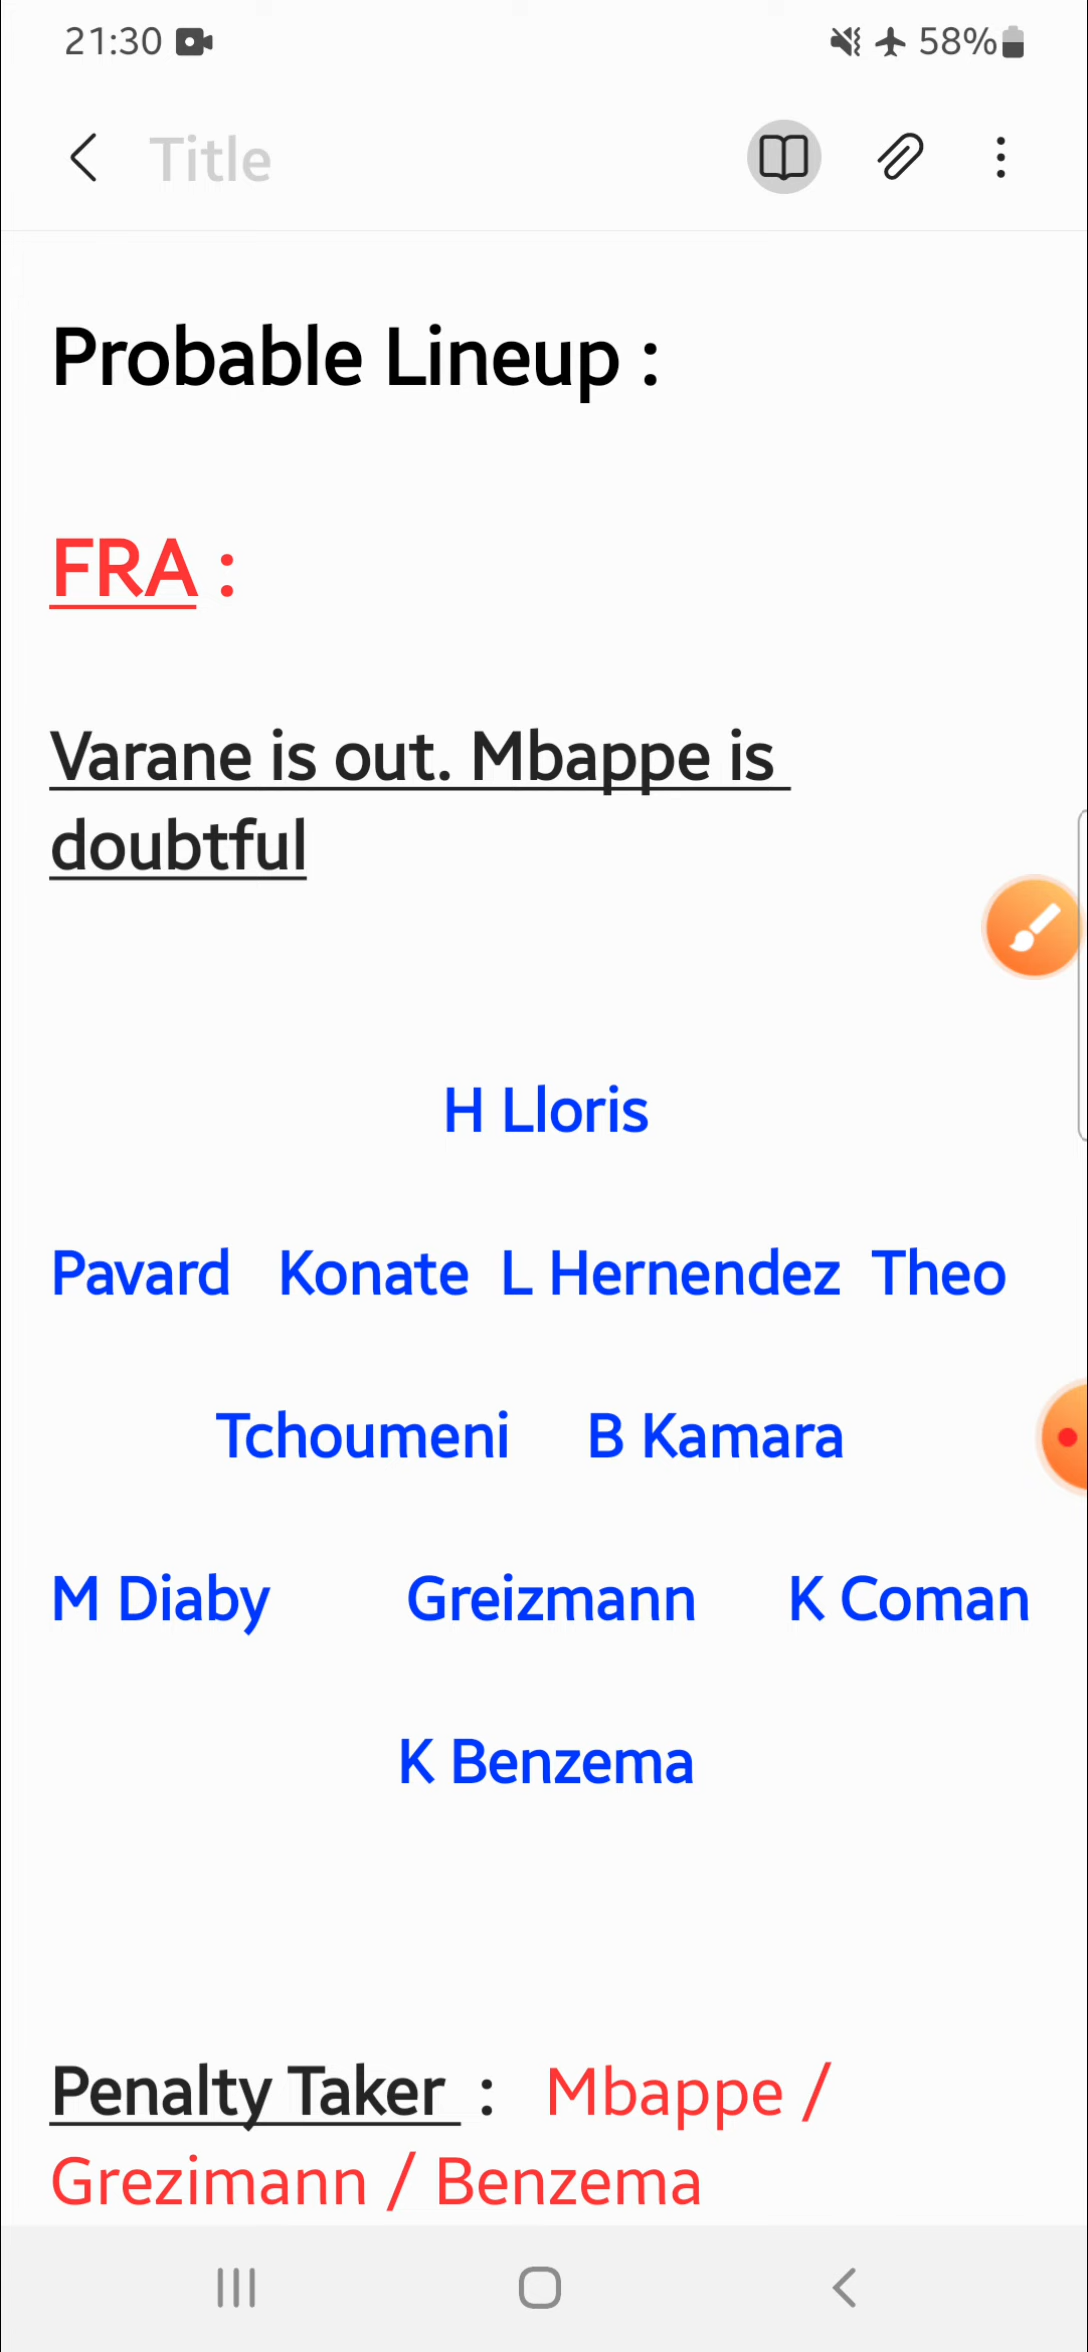 21:30 58%
Title
Probable Lineup :
FRA :
Varane is out. Mbappe is
doubtful
H Lloris
Pavard Konate L Hernendez Theo
Tchoumeni B Kamara
M Diaby Greizmann K Coman
K Benzema
Penalty Taker : Mbappe /
Grezimann / Benzema